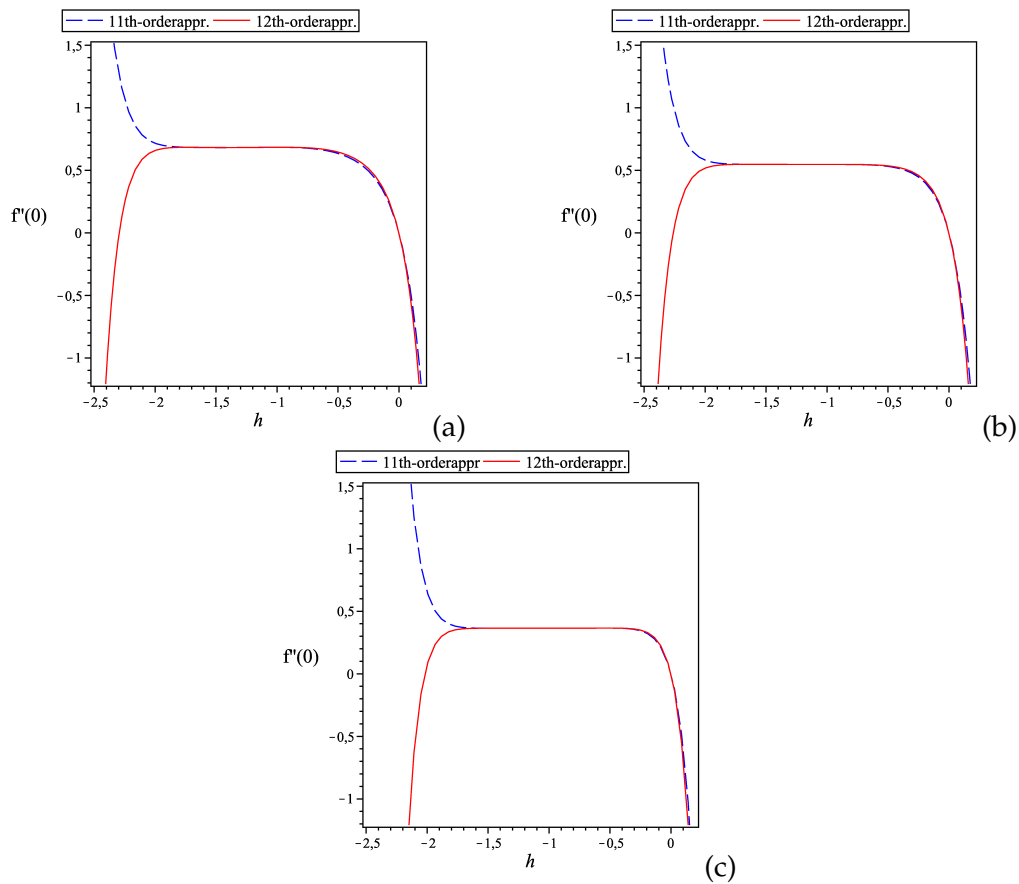 11th-orderappr. 12th-orderappr.
1,5
1
0,5
f"(0)
0
−0,5
−1
−2,5 −2 −1,5 −1 −0,5 0
h
(a)
11th-orderappr. 12th-orderappr.
1,5
1
0,5
f"(0)
0
−0,5
−1
−2,5 −2 −1,5 −1 −0,5 0
h
(b)
11th-orderappr 12th-orderappr.
1,5
1
0,5
f"(0)
0
−0,5
−1
−2,5 −2 −1,5 −1 −0,5 0
h
(c)